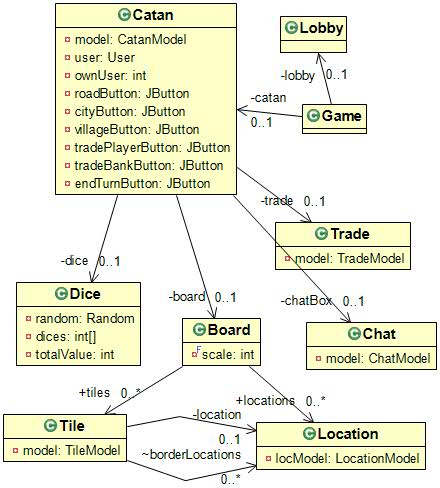 C Catan
model: CatanModel
user: User
ownUser: int
roadButton: JButton
cityButton: JButton
villageButton: JButton
tradePlayerButton: JButton
tradeBankButton: JButton
endTurnButton: JButton
C Lobby
-lobby 0..1
C Game
-catan
0..1
-trade 0..1
C Trade
model: TradeModel
-dice 0..1
C Dice
random: Random
dices: int[]
totalValue: int
-board 0..1
C Board
F scale: int
-chatBox 0..1
C Chat
model: ChatModel
+tiles 0..*
+locations 0..*
C Tile
model: TileModel
-location
0..1
~borderLocations
0..*
C Location
locModel: LocationModel